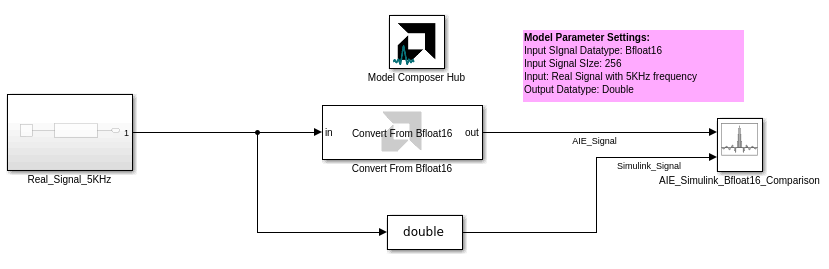 Model Composer Hub
Model Parameter Settings:
Input SIgnal Datatype: Bfloat16
Input Signal SIze: 256
Input: Real Signal with 5KHz frequency
Output Datatype: Double
1
Real_Signal_5KHz
in
Convert From Bfloat16
out
Convert From Bfloat16
AIE_Signal
Simulink_Signal
AIE_Simulink_Bfloat16_Comparison
double